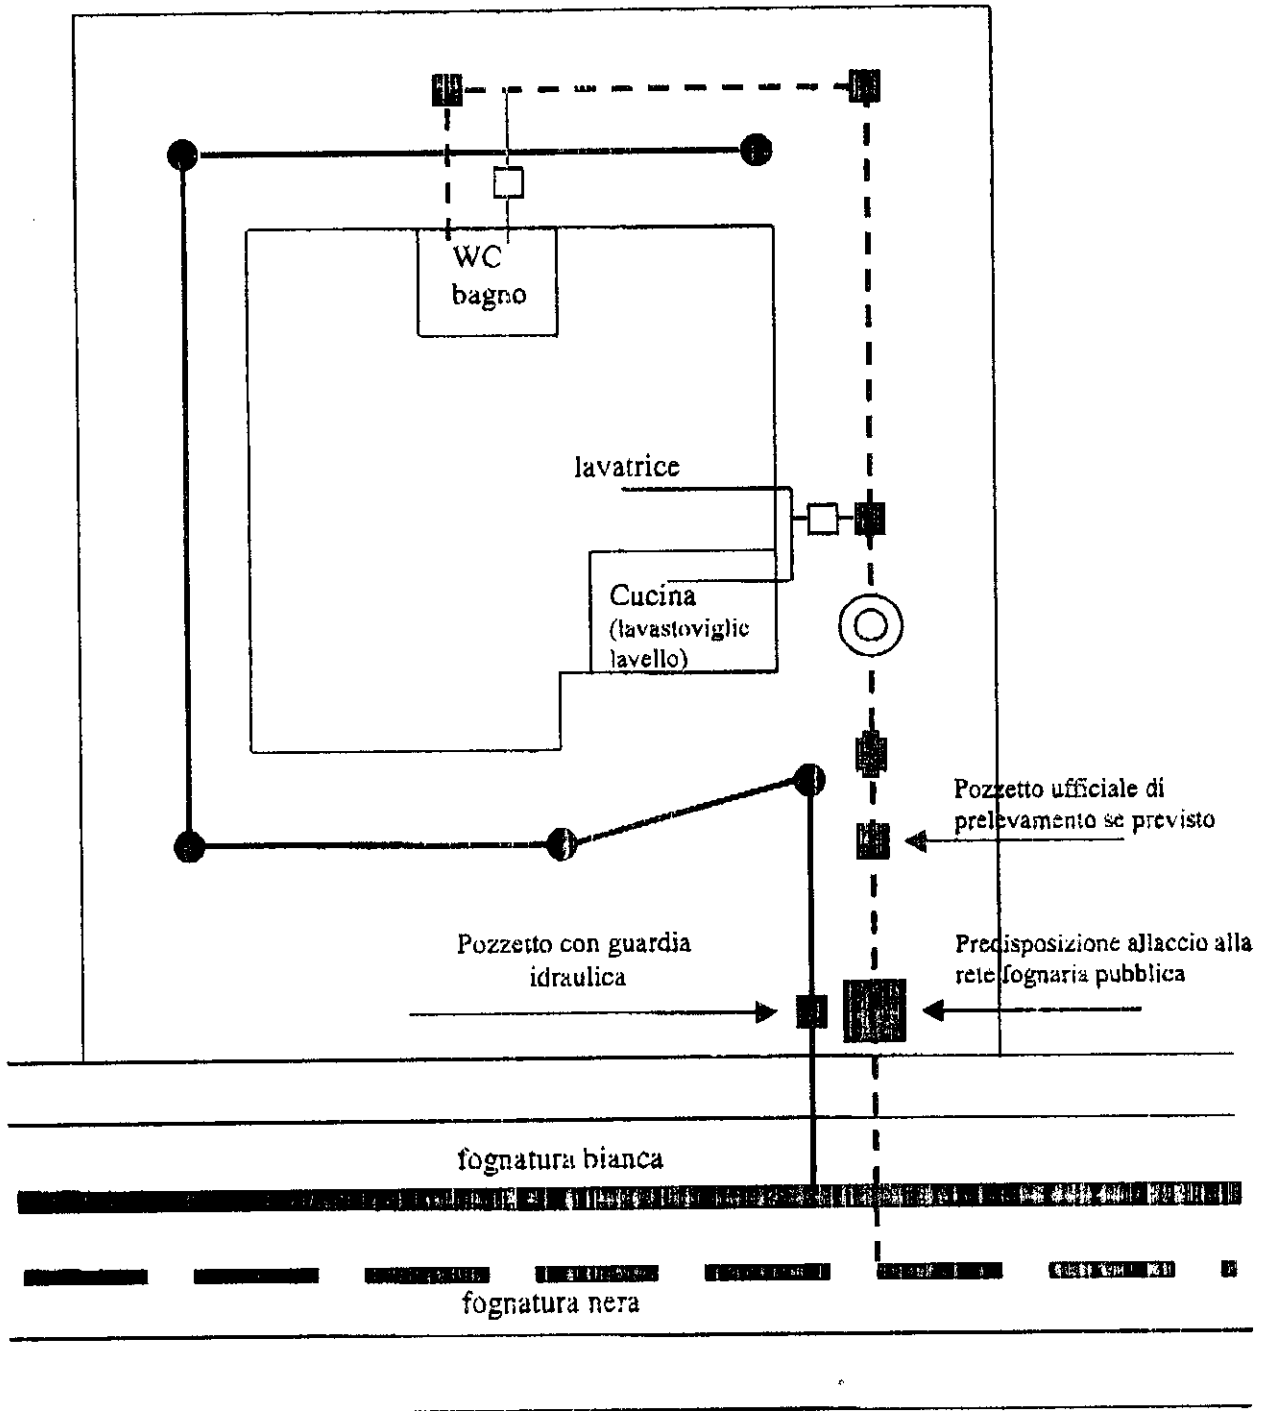 WC
bagno
lavatrice
Cucina
(lavastoviglie
lavello)
Pozzetto ufficiale di
prelevamento se previsto
Pozzetto con guardia
idraulica
Predisposizione allaccio alla
rete fognaria pubblica
fognatura bianca
fognatura nera